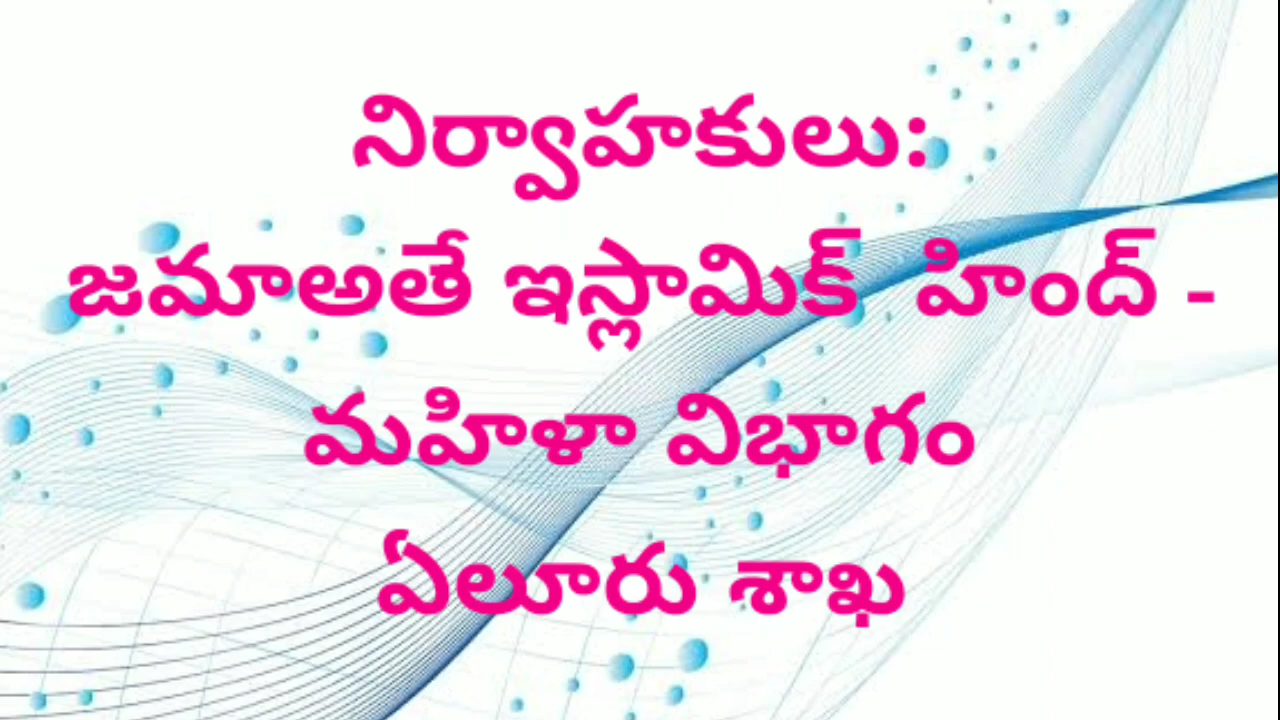 నిర్వాహకులు:
జమాఅతే ఇస్లామిక్ హింద్ -
మహిళా విభాగం
ఏలూరు శాఖ